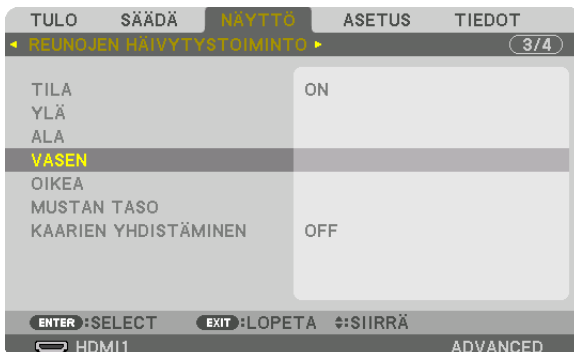 TULO SÄÄDÄ NÄYTTÖ ASETUS TIEDOT
REUNOJEN HÄIVYTYSTOIMINTO 3/4
TILA ON
YLÄ
ALA
VASEN
OIKEA
MUSTAN TASO
KAARIEN YHDISTÄMINEN OFF
ENTER :SELECT EXIT :LOPETA :SIIRRÄ
HDMI1 ADVANCED